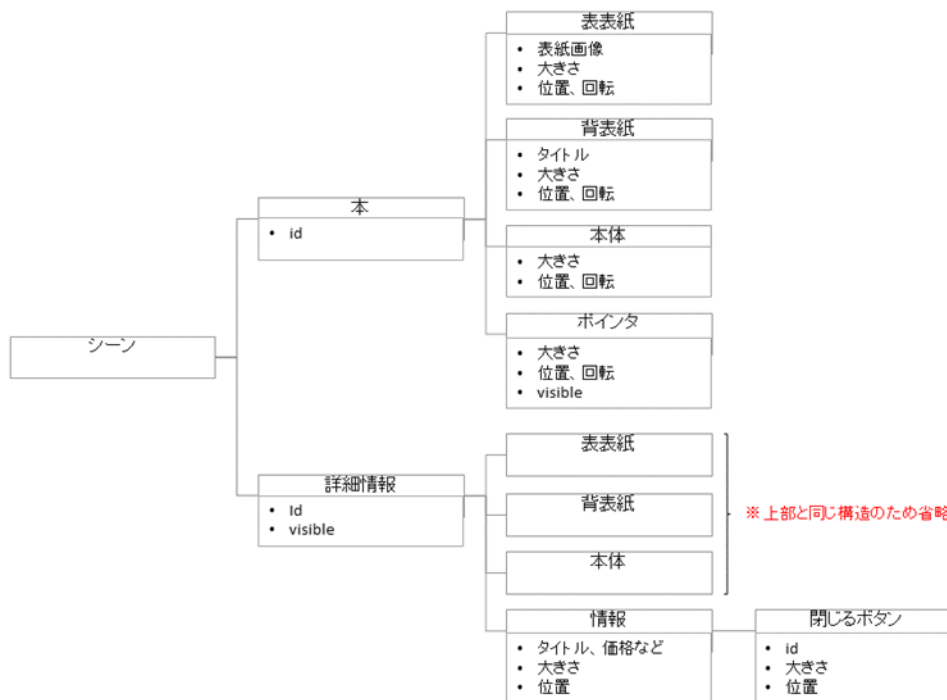 表表紙
• 表紙画像
• 大きさ
• 位置、回転
背表紙
• タイトル
• 大きさ
• 位置、回転
本
• id
本体
• 大きさ
• 位置、回転
シーン
ポインタ
• 大きさ
• 位置、回転
• visible
詳細情報
• Id
• visible
表表紙
背表紙
本体
※上部と同じ構造のため省略
情報
• タイトル、価格など
• 大きさ
• 位置
閉じるボタン
• id
• 大きさ
• 位置